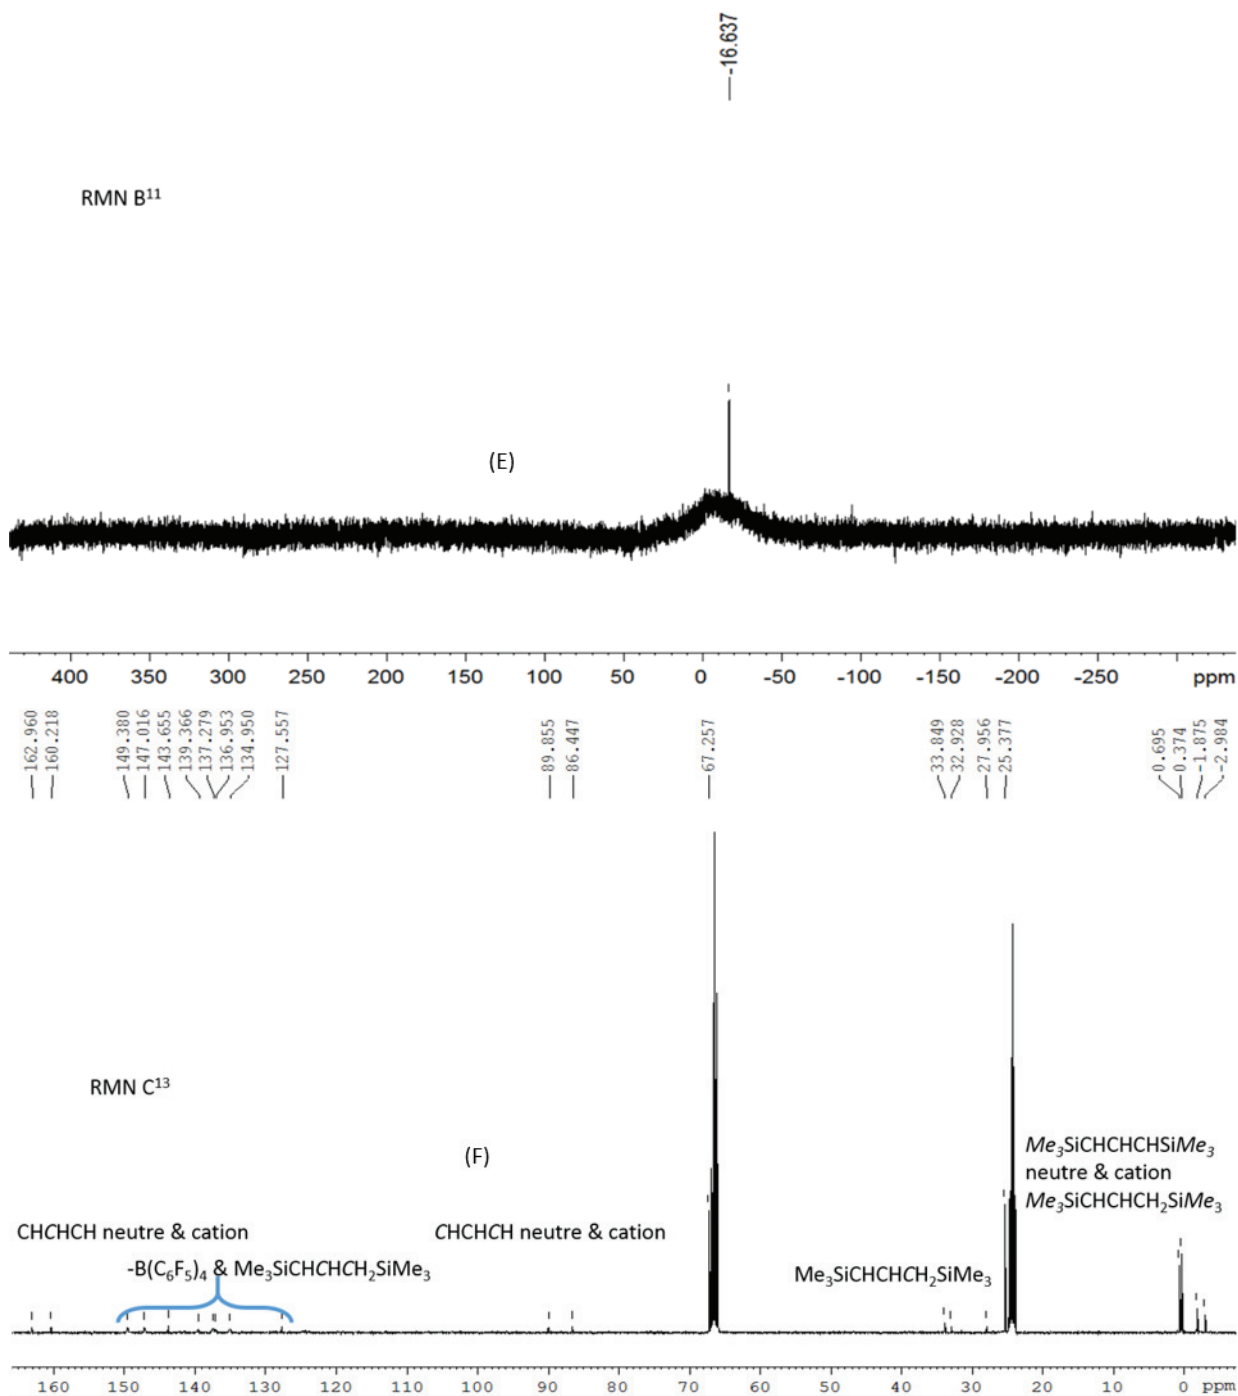 -16.637
RMN B¹¹
(E)
400 350 300 250 200 150 100 50 0 -50 -100 -150 -200 -250 ppm
162.960 160.218 149.380 147.016 143.655 139.366 137.279 136.953 134.950 127.557 89.855 86.447 67.257 33.849 32.928 27.956 25.377 0.695 0.374 -1.875 -2.984
RMN C¹³
(F)
Me₃SiCHCHCHSiMe₃
neutre & cation
Me₃SiCHCHCH₂SiMe₃
CHCHCH neutre & cation
CHCHCH neutre & cation
-B(C₆F₅)₄ & Me₃SiCHCHCH₂SiMe₃
Me₃SiCHCHCH₂SiMe₃
160 150 140 130 120 110 100 90 80 70 60 50 40 30 20 10 0 ppm